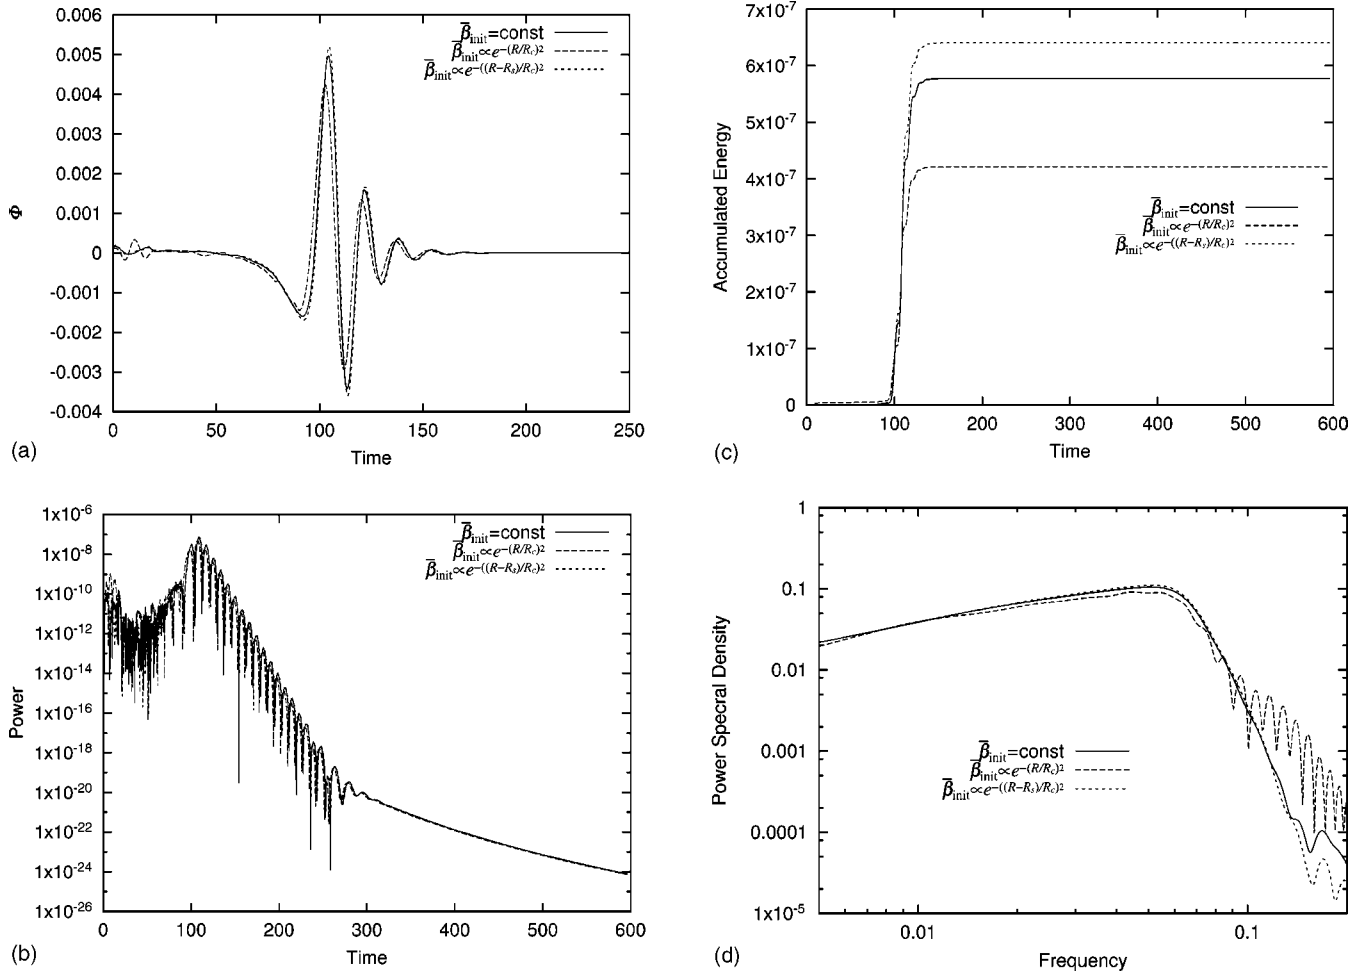 0.006
0.005
0.004
0.003
0.002
0.001
0
-0.001
-0.002
-0.003
-0.004
Φ
β̄init=const
β̄init∝e−(R/Rc)2
β̄init∝e−((R−Rs)/Rc)2
0 50 100 150 200 250
(a)
Time
7x10-7
6x10-7
5x10-7
4x10-7
3x10-7
2x10-7
1x10-7
0
Accumulated Energy
β̄init=const
β̄init∝e−(R/Rc)2
β̄init∝e−((R−Rs)/Rc)2
0 100 200 300 400 500 600
(c)
Time
1x10-6
1x10-8
1x10-10
1x10-12
1x10-14
1x10-16
1x10-18
1x10-20
1x10-22
1x10-24
1x10-26
Power
β̄init=const
β̄init∝e−(R/Rc)2
β̄init∝e−((R−Rs)/Rc)2
0 100 200 300 400 500 600
(b)
Time
1
0.1
0.01
0.001
0.0001
1x10-5
Power Specral Density
β̄init=const
β̄init∝e−(R/Rc)2
β̄init∝e−((R−Rs)/Rc)2
0.01 0.1
(d)
Frequency